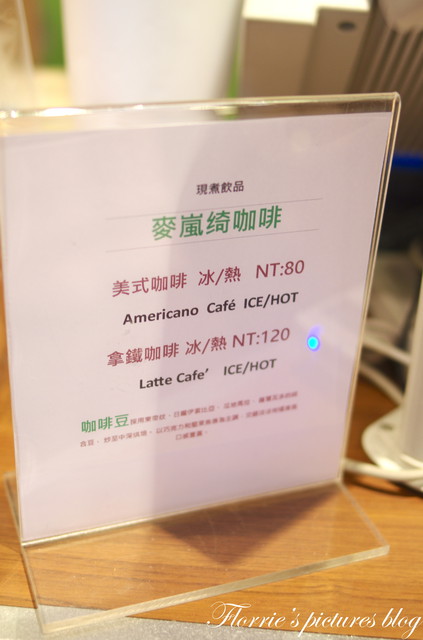 現煮飲品
麥嵐绮咖啡
美式咖啡 冰/熱 NT:80
Americano Café ICE/HOT
拿鐵咖啡 冰/熱 NT:120
Latte Cafe’ ICE/HOT
咖啡豆
Florrie's pictures blog